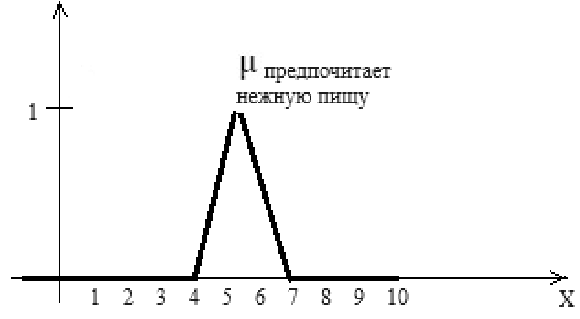 μ предпочитает
нежную пищу
1
1 2 3 4 5 6 7 8 9 10 X